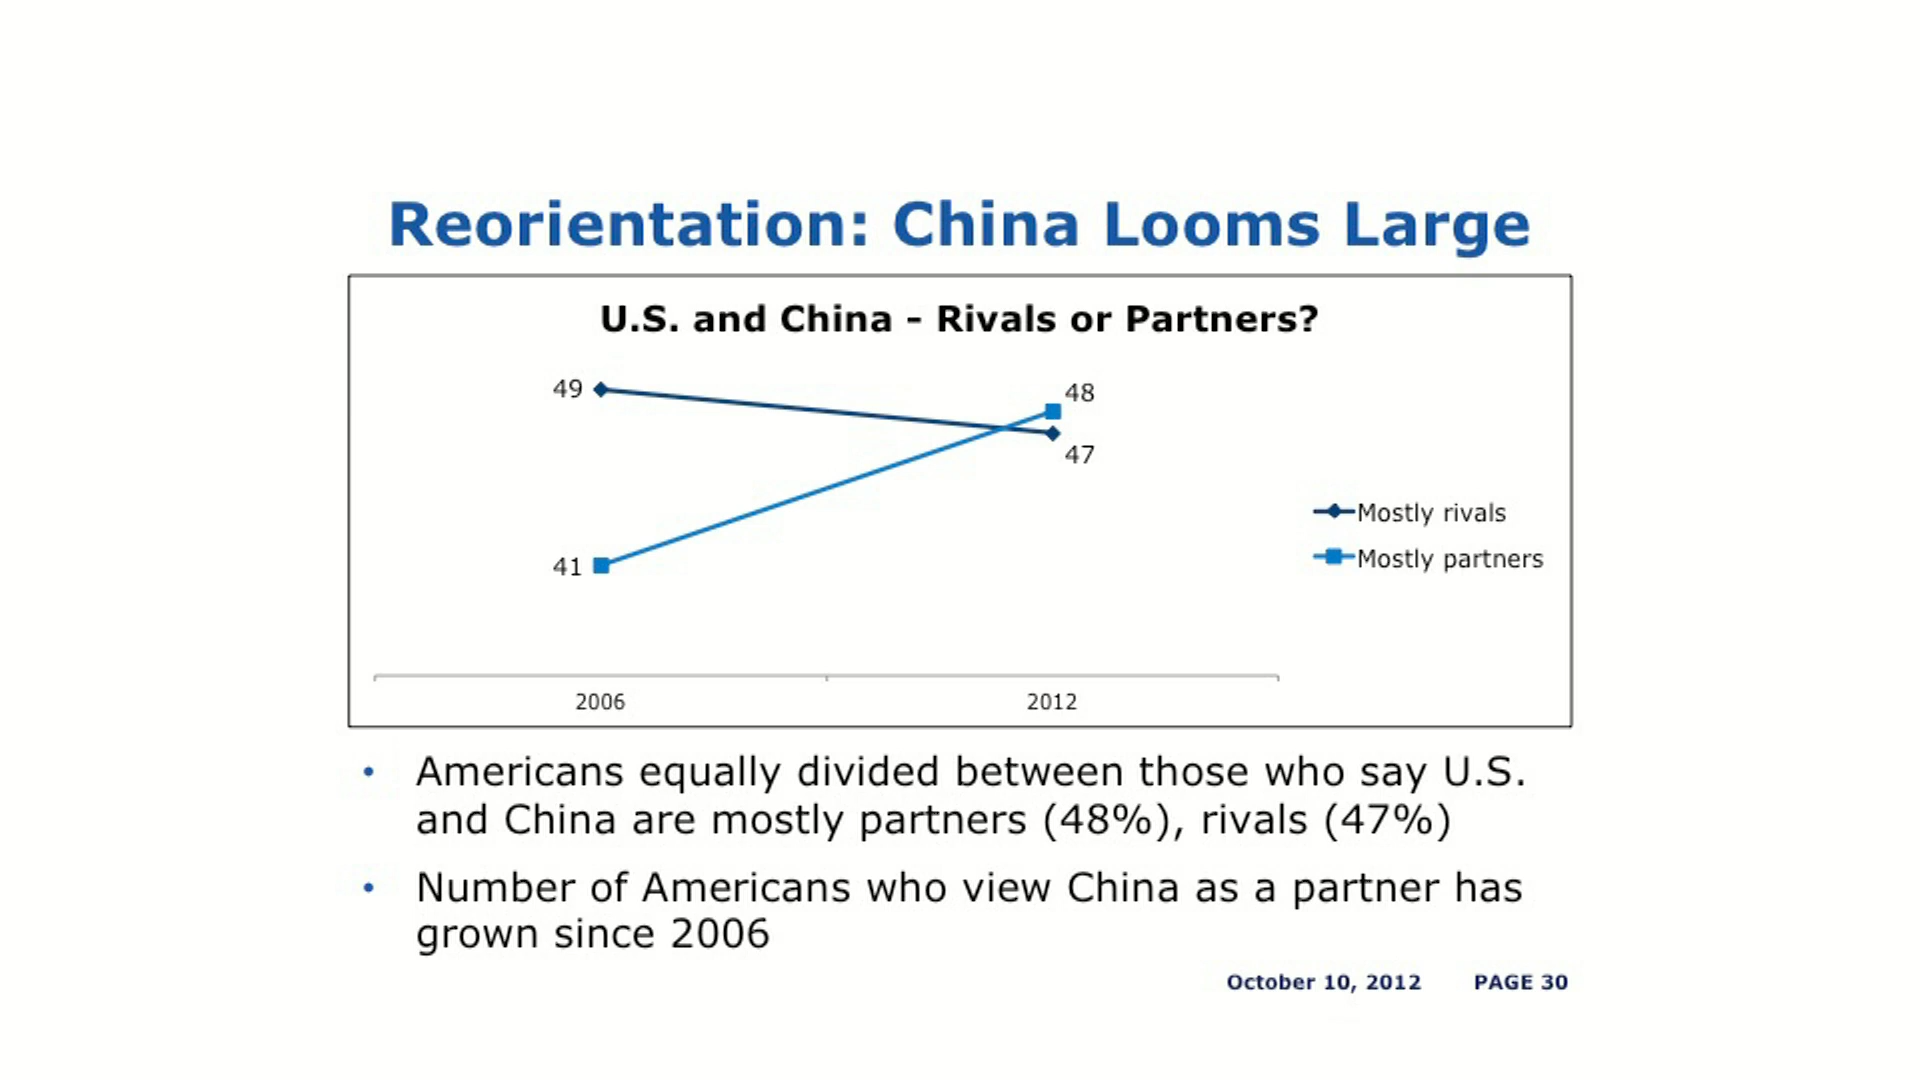 Reorientation: China Looms Large
U.S. and China - Rivals or Partners?
49
48
47
41
Mostly rivals
Mostly partners
2006
2012
• Americans equally divided between those who say U.S.
and China are mostly partners (48%), rivals (47%)
• Number of Americans who view China as a partner has
grown since 2006
October 10, 2012 PAGE 30